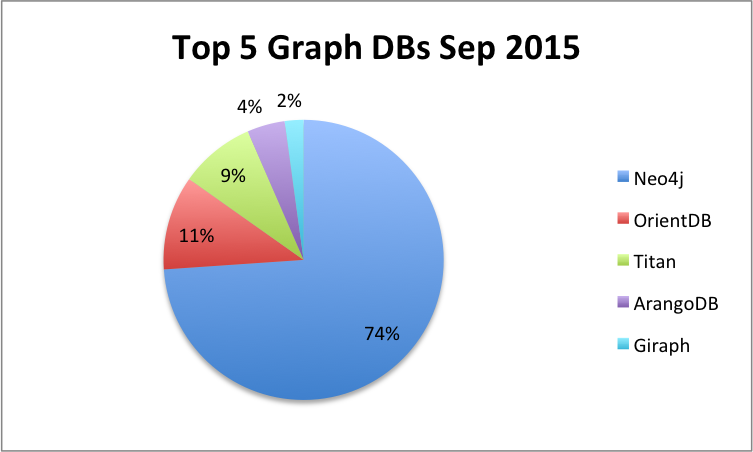 Top 5 Graph DBs Sep 2015
4%
2%
9%
11%
74%
Neo4j
OrientDB
Titan
ArangoDB
Giraph